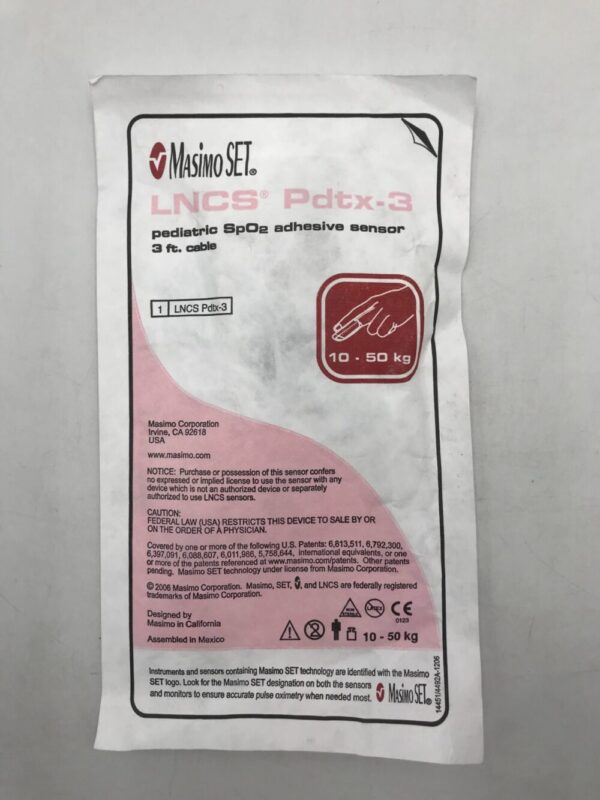 Masimo SET®
LNCS® Pdtx-3
pediatric SpO2 adhesive sensor
3 ft. cable
1 LNCS Pdtx-3
10 - 50 kg
Masimo Corporation
Irvine, CA 92618
USA
www.masimo.com
NOTICE: Purchase or possession of this sensor confers
no expressed or implied license to use the sensor with any
device which is not an authorized device or separately
authorized to use LNCS sensors.
CAUTION:
FEDERAL LAW (USA) RESTRICTS THIS DEVICE TO SALE BY OR
ON THE ORDER OF A PHYSICIAN.
Covered by one or more of the following U.S. Patents: 6,813,511, 6,792,300,
6,397,091, 6,088,607, 6,011,986, 5,758,644, international equivalents, or one
or more of the patents referenced at www.masimo.com/patents. Other patents
pending. Masimo SET technology under license from Masimo Corporation.
© 2006 Masimo Corporation. Masimo, SET, , and LNCS are federally registered
trademarks of Masimo Corporation.
Designed by
Masimo in California
Assembled in Mexico
NON STERILE LATEX CE
0123
2 10 - 50 kg
Instruments and sensors containing Masimo SET technology are identified with the Masimo
SET logo. Look for the Masimo SET designation on both the sensors
and monitors to ensure accurate pulse oximetry when needed most. Masimo SET®
14451/4492A-1206